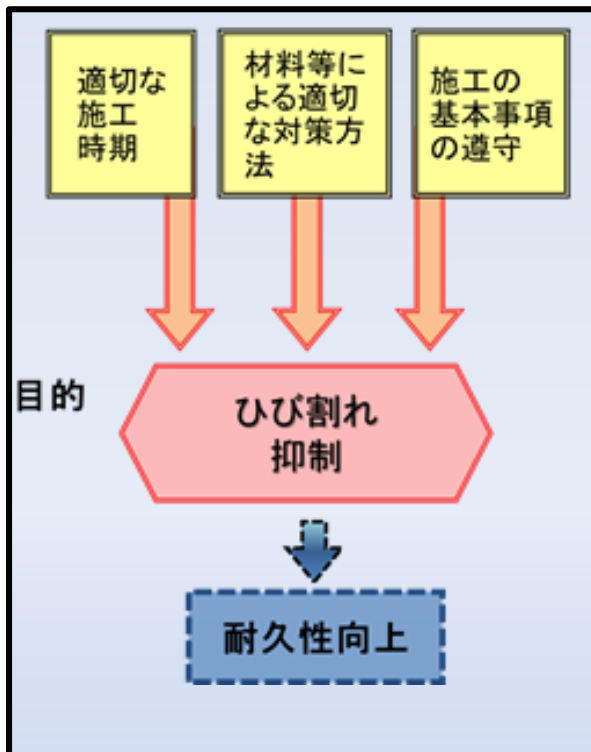 適切な
施工
時期
材料等に
よる適切
な対策方
法
施工の
基本事項
の遵守
目的
ひび割れ
抑制
耐久性向上